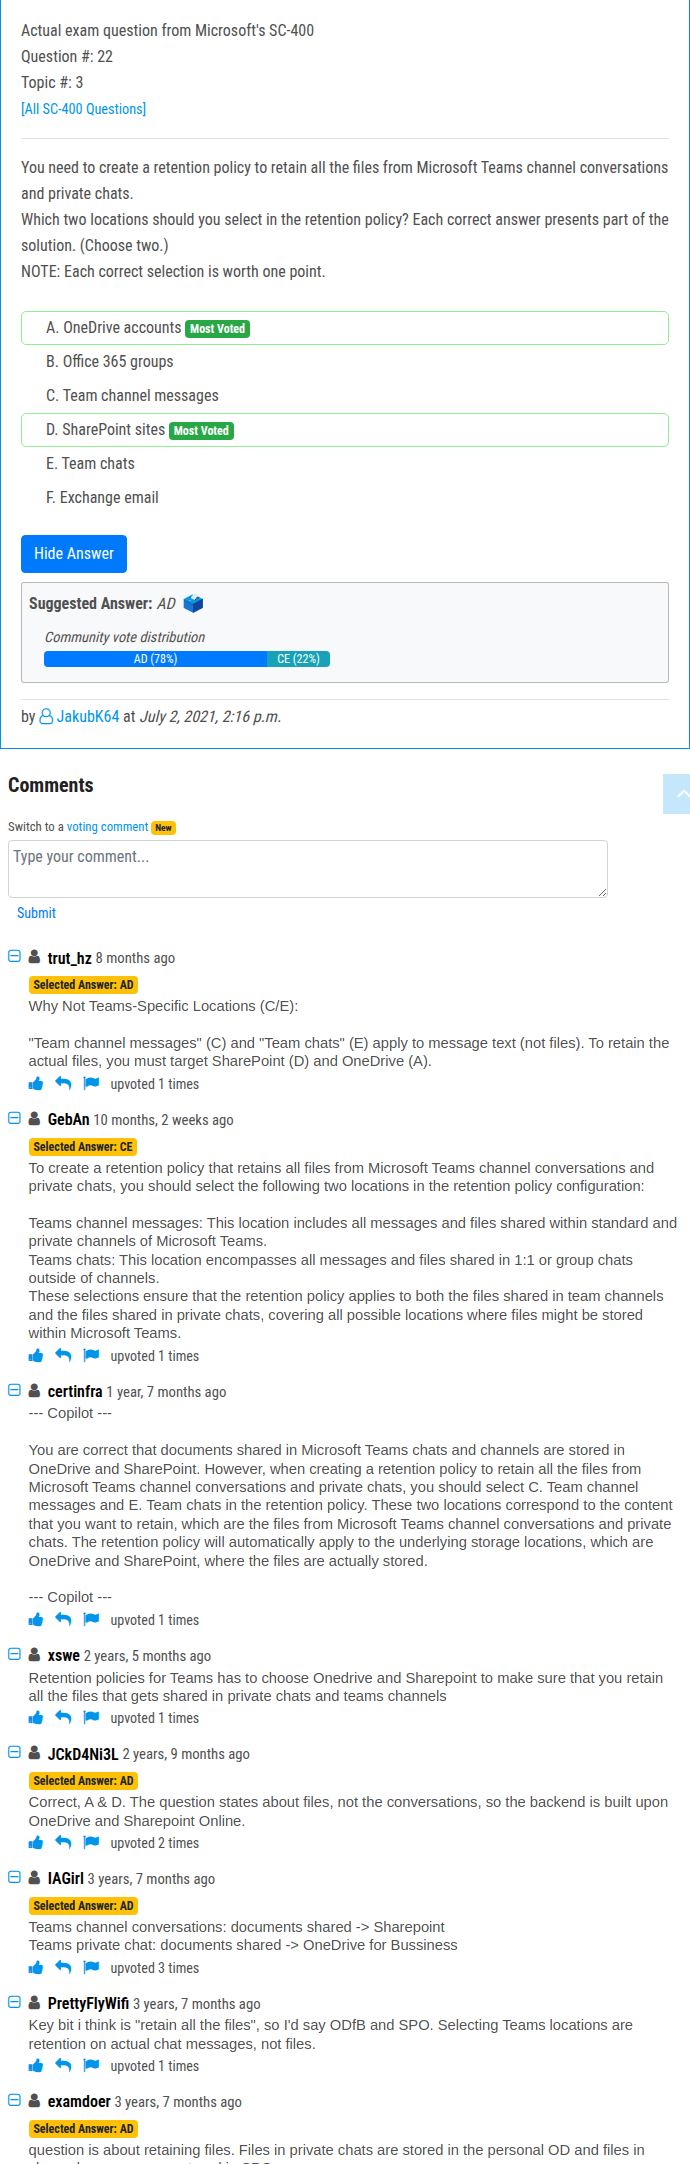 Actual exam question from Microsoft's SC-400
Question #: 22
Topic #: 3
[All SC-400 Questions]
You need to create a retention policy to retain all the files from Microsoft Teams channel conversations
and private chats.
Which two locations should you select in the retention policy? Each correct answer presents part of the
solution. (Choose two.)
NOTE: Each correct selection is worth one point.
A. OneDrive accounts Most Voted
B. Office 365 groups
C. Team channel messages
D. SharePoint sites Most Voted
E. Team chats
F. Exchange email
Hide Answer
Suggested Answer: AD
Community vote distribution
AD (78%) CE (22%)
by JakubK64 at July 2, 2021, 2:16 p.m.
Comments
Switch to a voting comment New
Type your comment...
Submit
trut_hz 8 months ago
Selected Answer: AD
Why Not Teams-Specific Locations (C/E):
"Team channel messages" (C) and "Team chats" (E) apply to message text (not files). To retain the
actual files, you must target SharePoint (D) and OneDrive (A).
upvoted 1 times
GebAn 10 months, 2 weeks ago
Selected Answer: CE
To create a retention policy that retains all files from Microsoft Teams channel conversations and
private chats, you should select the following two locations in the retention policy configuration:
Teams channel messages: This location includes all messages and files shared within standard and
private channels of Microsoft Teams.
Teams chats: This location encompasses all messages and files shared in 1:1 or group chats
outside of channels.
These selections ensure that the retention policy applies to both the files shared in team channels
and the files shared in private chats, covering all possible locations where files might be stored
within Microsoft Teams.
upvoted 1 times
certinfra 1 year, 7 months ago
--- Copilot ---
You are correct that documents shared in Microsoft Teams chats and channels are stored in
OneDrive and SharePoint. However, when creating a retention policy to retain all the files from
Microsoft Teams channel conversations and private chats, you should select C. Team channel
messages and E. Team chats in the retention policy. These two locations correspond to the content
that you want to retain, which are the files from Microsoft Teams channel conversations and private
chats. The retention policy will automatically apply to the underlying storage locations, which are
OneDrive and SharePoint, where the files are actually stored.
--- Copilot ---
upvoted 1 times
xswe 2 years, 5 months ago
Retention policies for Teams has to choose Onedrive and Sharepoint to make sure that you retain
all the files that gets shared in private chats and teams channels
upvoted 1 times
JCkD4Ni3L 2 years, 9 months ago
Selected Answer: AD
Correct, A & D. The question states about files, not the conversations, so the backend is built upon
OneDrive and Sharepoint Online.
upvoted 2 times
IAGirl 3 years, 7 months ago
Selected Answer: AD
Teams channel conversations: documents shared -> Sharepoint
Teams private chat: documents shared -> OneDrive for Bussiness
upvoted 3 times
PrettyFlyWifi 3 years, 7 months ago
Key bit i think is "retain all the files", so I'd say ODfB and SPO. Selecting Teams locations are
retention on actual chat messages, not files.
upvoted 1 times
examdoer 3 years, 7 months ago
Selected Answer: AD
question is about retaining files. Files in private chats are stored in the personal OD and files in